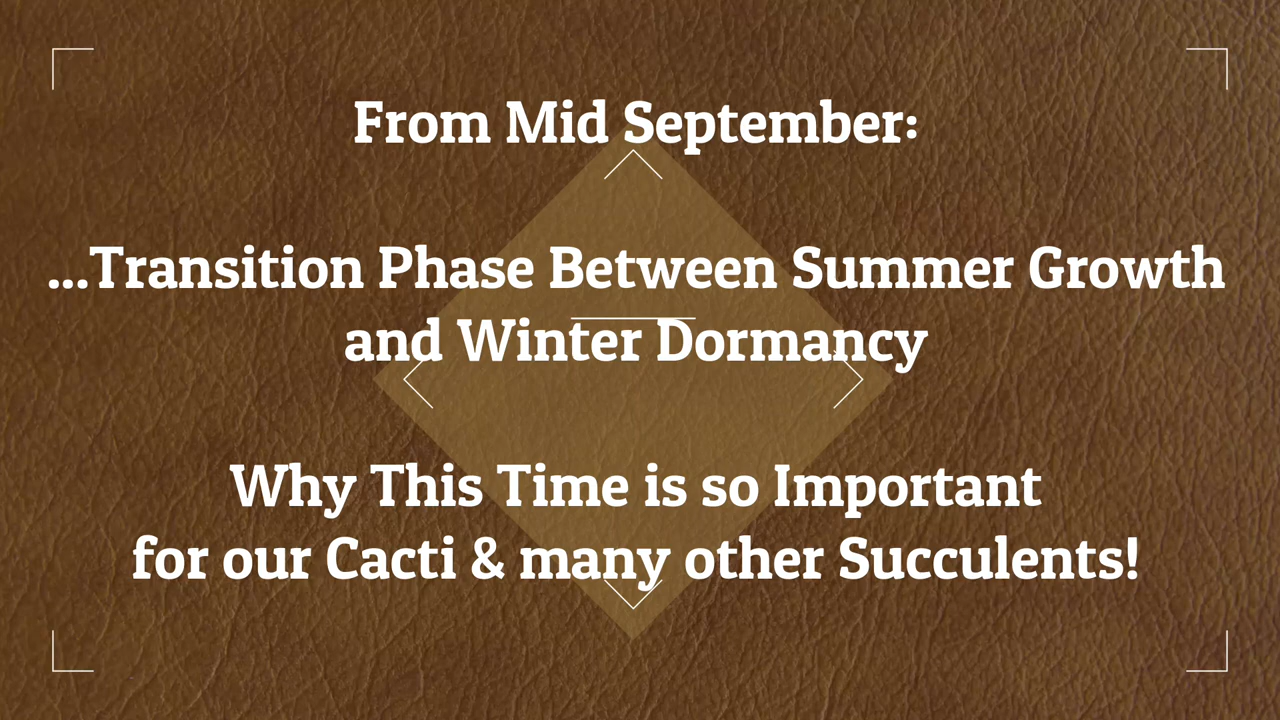 From Mid September:
...Transition Phase Between Summer Growth
and Winter Dormancy
Why This Time is so Important
for our Cacti & many other Succulents!